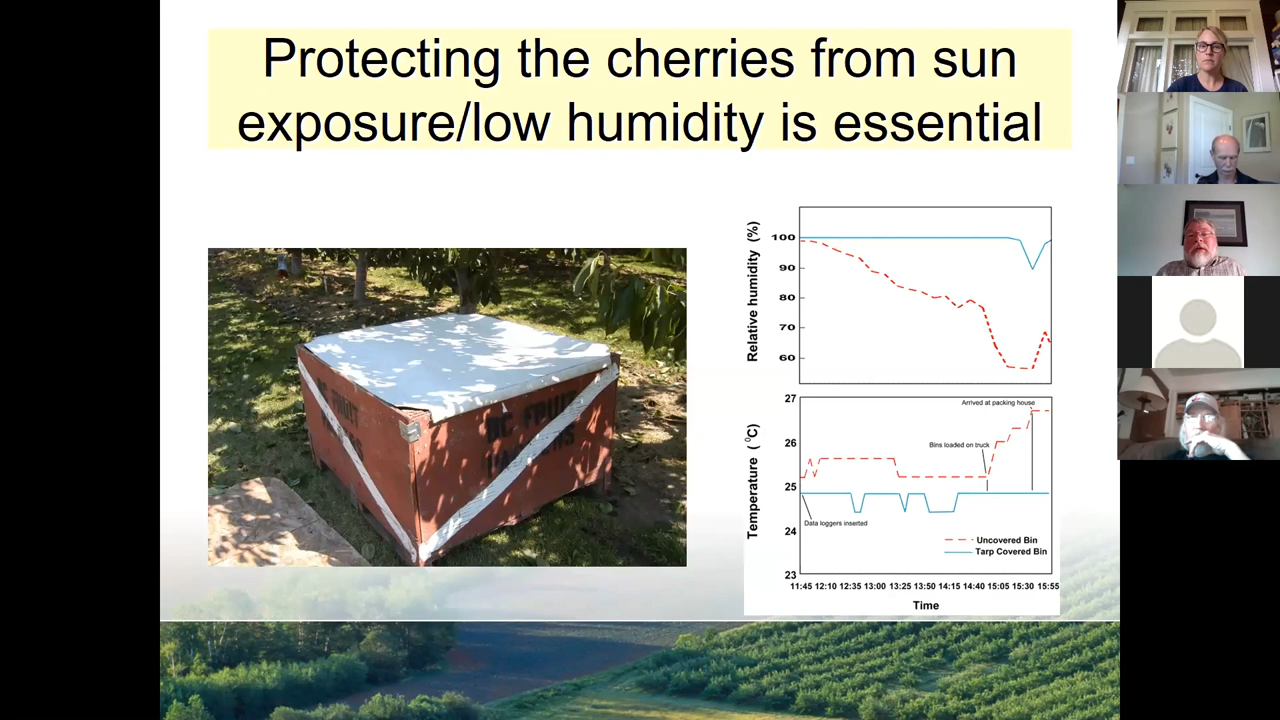 Protecting the cherries from sun
exposure/low humidity is essential
BC FRUIT
Relative humidity (%)
100
90
80
70
60
Temperature (⁰C)
27
26
25
24
23
Arrived at packing house
Bins loaded on truck
Data loggers inserted
Uncovered Bin
Tarp Covered Bin
11:45 12:10 12:35 13:00 13:25 13:50 14:15 14:40 15:05 15:30 15:55
Time